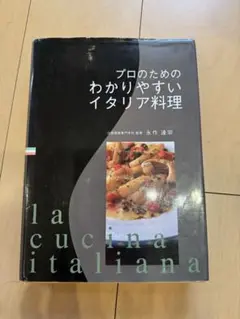 プロのための
わかりやすい
イタリア料理
永作 達宗
la
cucina
italiana